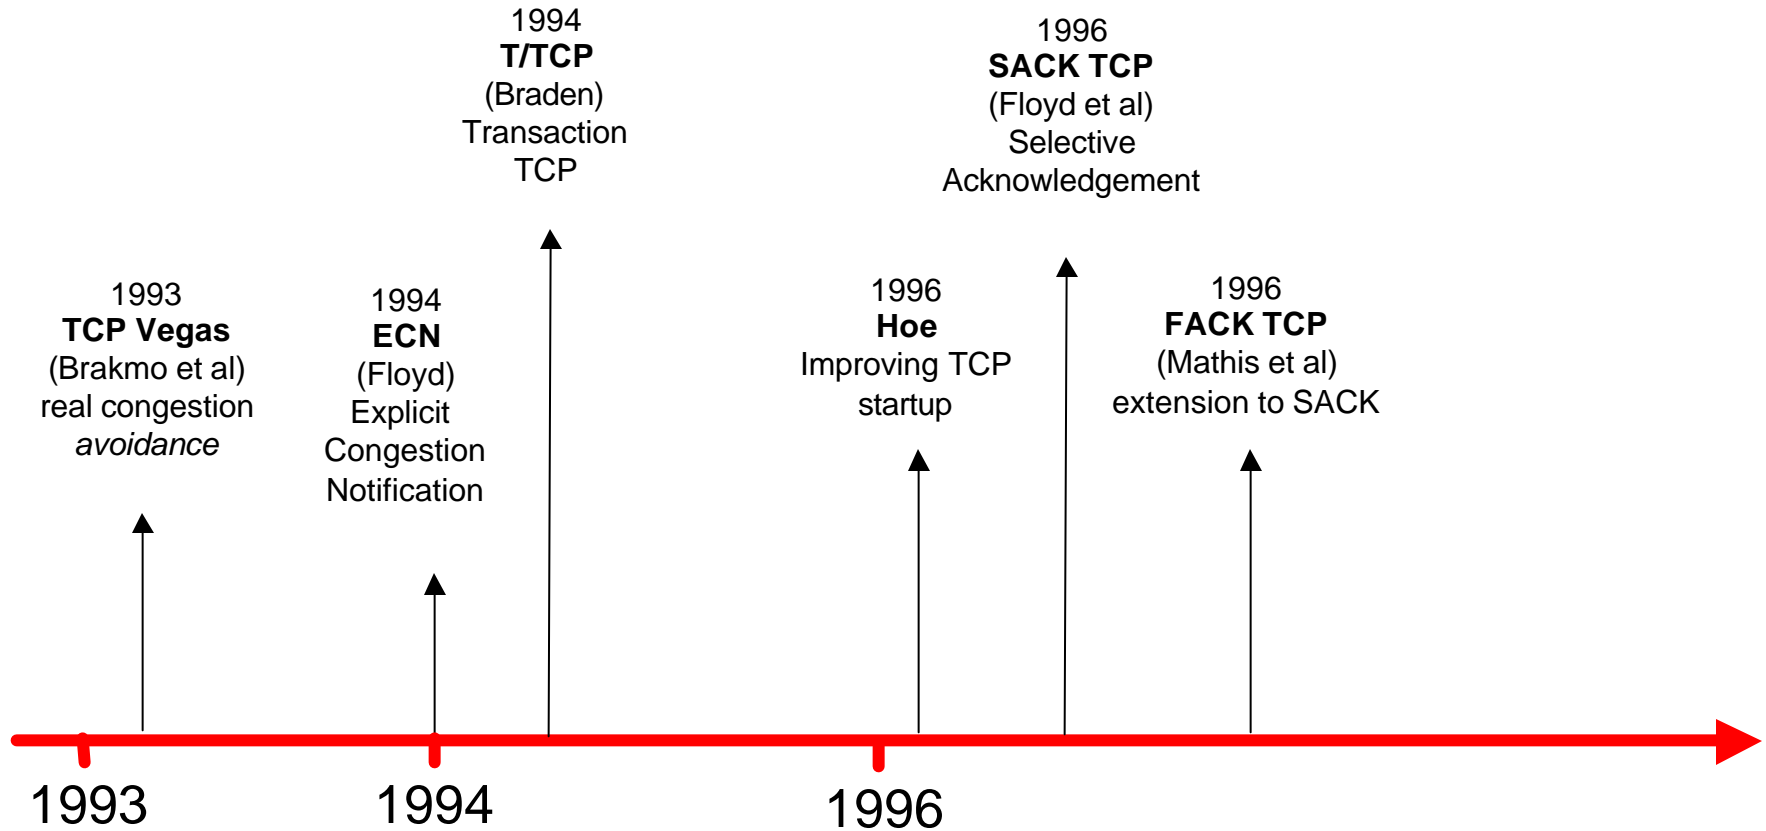 1993
TCP Vegas
(Brakmo et al)
real congestion
avoidance
1994
ECN
(Floyd)
Explicit
Congestion
Notification
1994
T/TCP
(Braden)
Transaction
TCP
1996
Hoe
Improving TCP
startup
1996
SACK TCP
(Floyd et al)
Selective
Acknowledgement
1996
FACK TCP
(Mathis et al)
extension to SACK
1993
1994
1996